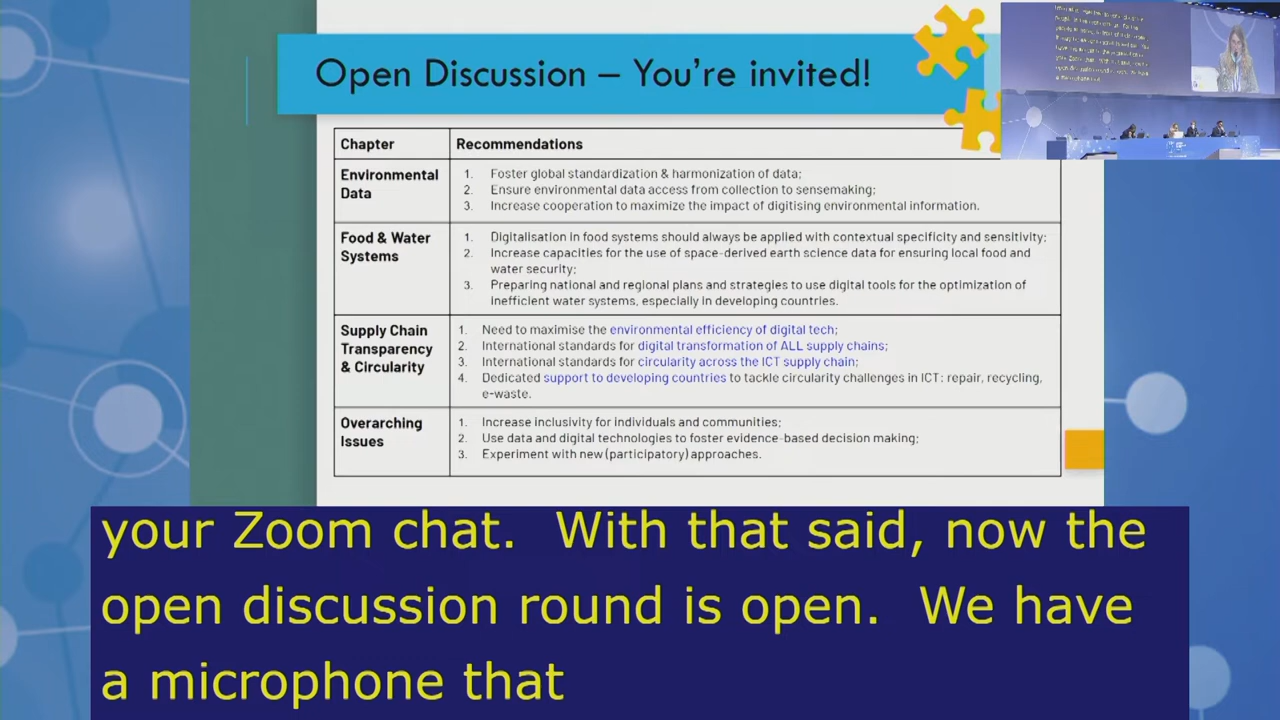 Open Discussion – You're invited!
Chapter
Recommendations
Environmental
Data
1. Foster global standardization & harmonization of data;
2. Ensure environmental data access from collection to sensemaking;
3. Increase cooperation to maximize the impact of digitising environmental information.
Food & Water
Systems
1. Digitalisation in food systems should always be applied with contextual specificity and sensitivity;
2. Increase capacities for the use of space-derived earth science data for ensuring local food and
water security;
3. Preparing national and regional plans and strategies to use digital tools for the optimization of
inefficient water systems, especially in developing countries.
Supply Chain
Transparency
& Circularity
1. Need to maximise the environmental efficiency of digital tech;
2. International standards for digital transformation of ALL supply chains;
3. International standards for circularity across the ICT supply chain;
4. Dedicated support to developing countries to tackle circularity challenges in ICT: repair, recycling,
e-waste.
Overarching
Issues
1. Increase inclusivity for individuals and communities;
2. Use data and digital technologies to foster evidence-based decision making;
3. Experiment with new (participatory) approaches.
your Zoom chat. With that said, now the
open discussion round is open. We have
a microphone that